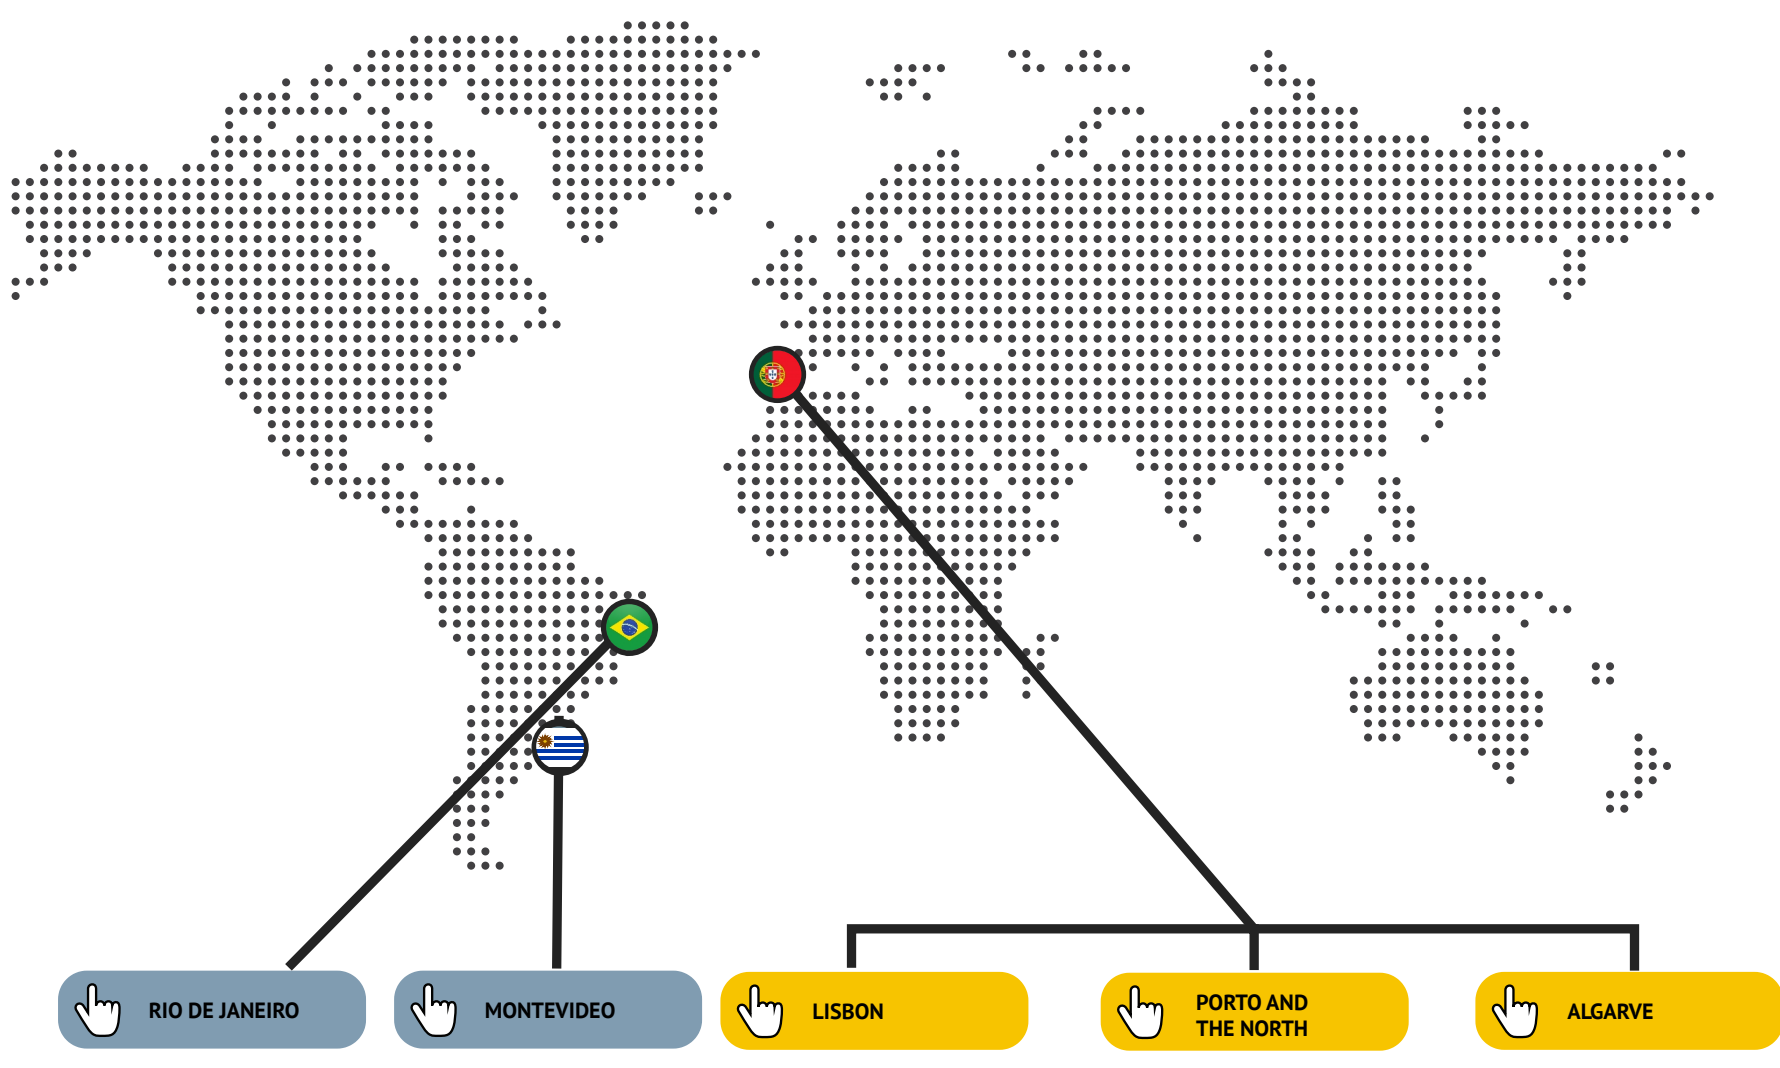 RIO DE JANEIRO
MONTEVIDEO
LISBON
PORTO AND
THE NORTH
ALGARVE